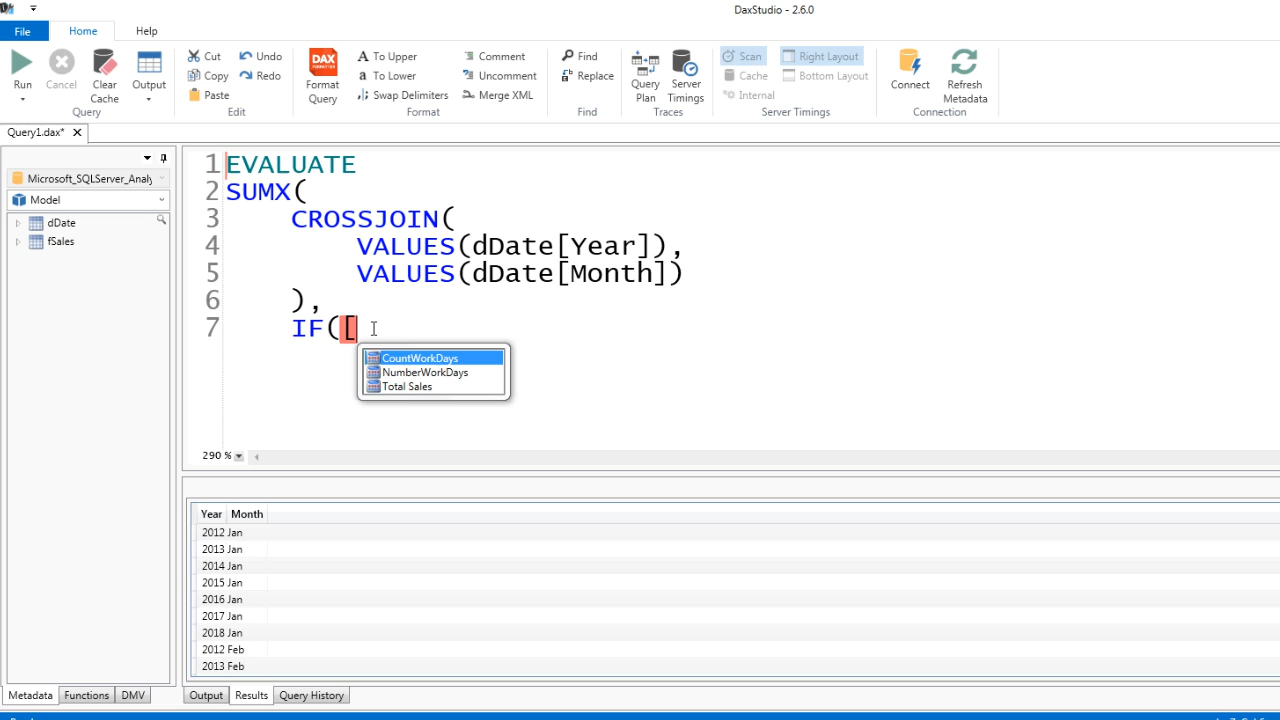 DaxStudio - 2.6.0
File Home Help
Run Cancel Clear Cache Output
Cut Copy Paste Undo Redo
Format Query To Upper To Lower Swap Delimiters Comment Uncomment Merge XML
Find Replace
Query Plan Server Timings
Scan Cache Internal Right Layout Bottom Layout
Connect Refresh Metadata
Query Edit Format Find Traces Server Timings Connection
Query1.dax*
Microsoft_SQLServer_Analy
Model
dDate
fSales
1 EVALUATE
2 SUMX(
3 CROSSJOIN(
4 VALUES(dDate[Year]),
5 VALUES(dDate[Month])
6 ),
7 IF([
CountWorkDays
NumberWorkDays
Total Sales
290 %
Year Month
2012 Jan
2013 Jan
2014 Jan
2015 Jan
2016 Jan
2017 Jan
2018 Jan
2012 Feb
2013 Feb
Metadata Functions DMV
Output Results Query History